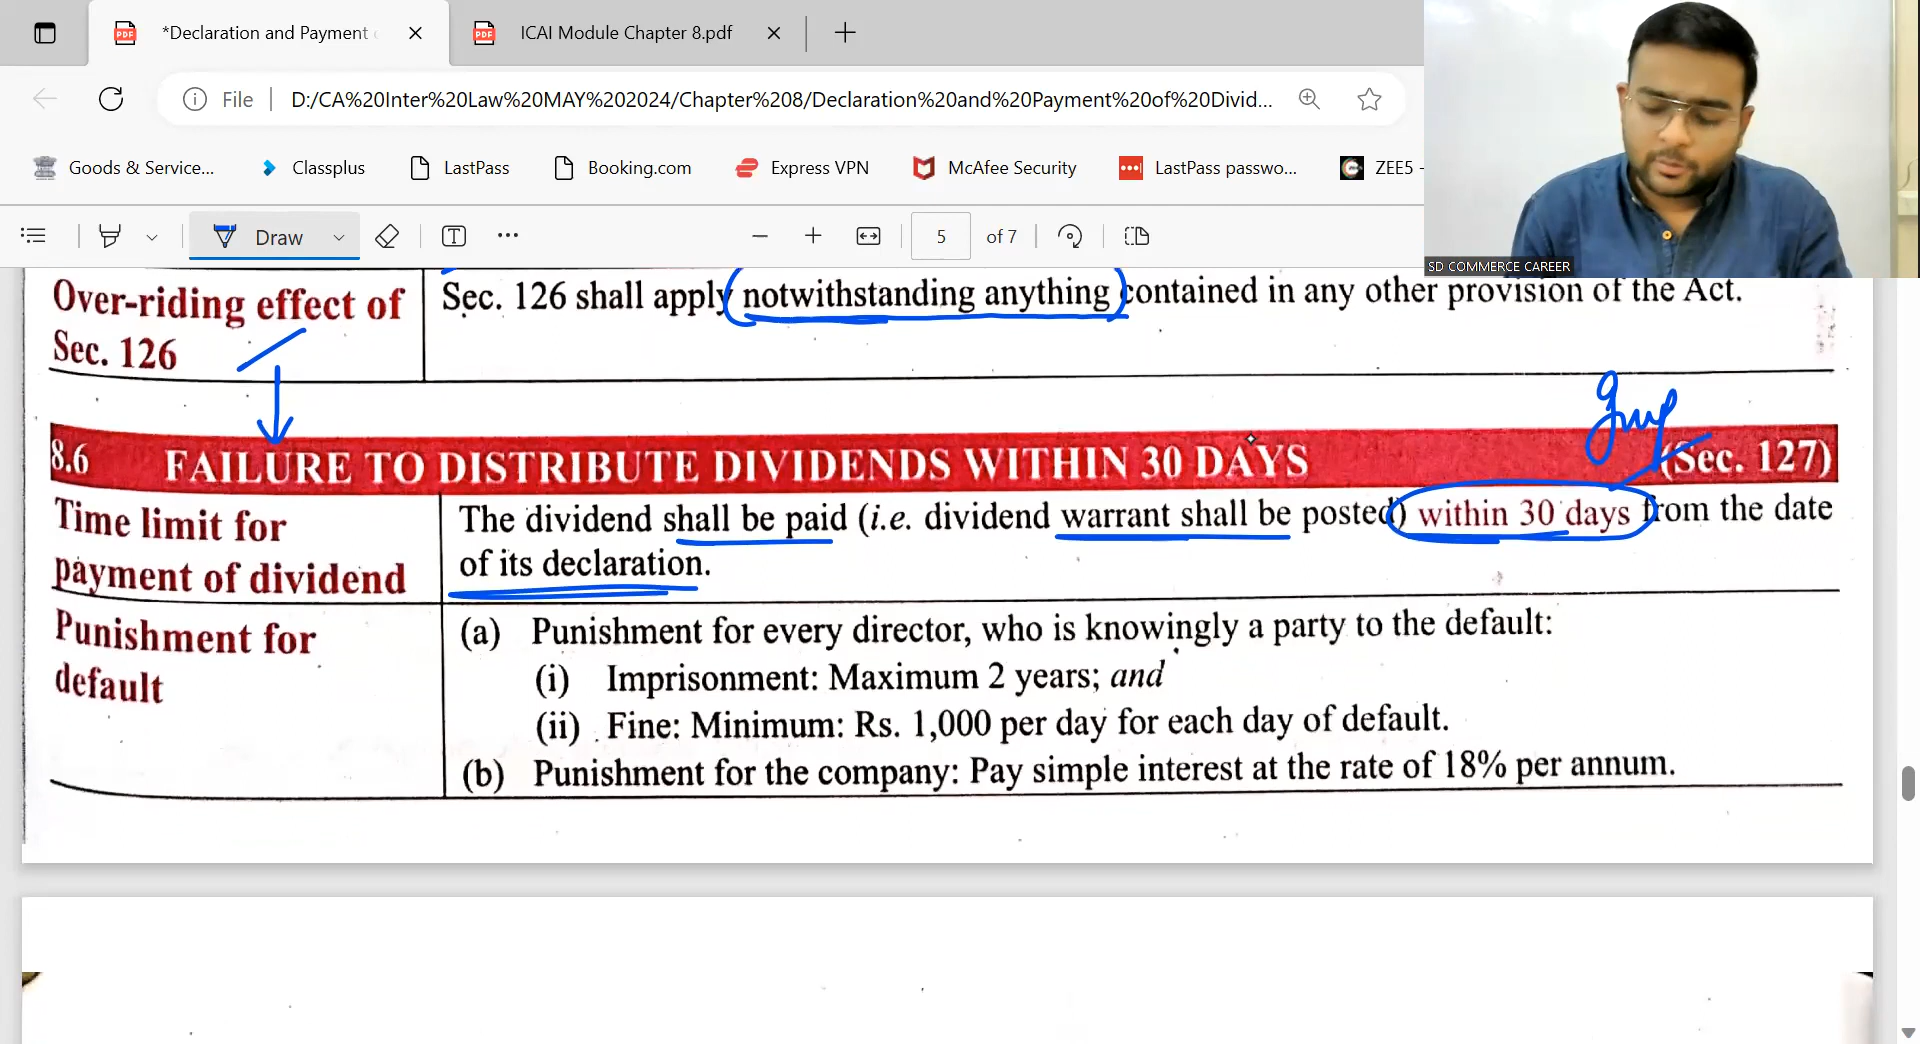 *Declaration and Payment
ICAI Module Chapter 8.pdf
File
D:/CA%20Inter%20Law%20MAY%202024/Chapter%208/Declaration%20and%20Payment%20of%20Divid...
Goods & Service...
Classplus
LastPass
Booking.com
Express VPN
McAfee Security
LastPass passwo...
ZEE5 -
Draw
5
of 7
SD COMMERCE CAREER
Over-riding effect of
Sec. 126
Sec. 126 shall apply notwithstanding anything contained in any other provision of the Act.
Imp
8.6 FAILURE TO DISTRIBUTE DIVIDENDS WITHIN 30 DAYS (Sec. 127)
Time limit for
payment of dividend
The dividend shall be paid (i.e. dividend warrant shall be posted) within 30 days from the date
of its declaration.
Punishment for
default
(a) Punishment for every director, who is knowingly a party to the default:
(i) Imprisonment: Maximum 2 years; and
(ii) Fine: Minimum: Rs. 1,000 per day for each day of default.
(b) Punishment for the company: Pay simple interest at the rate of 18% per annum.